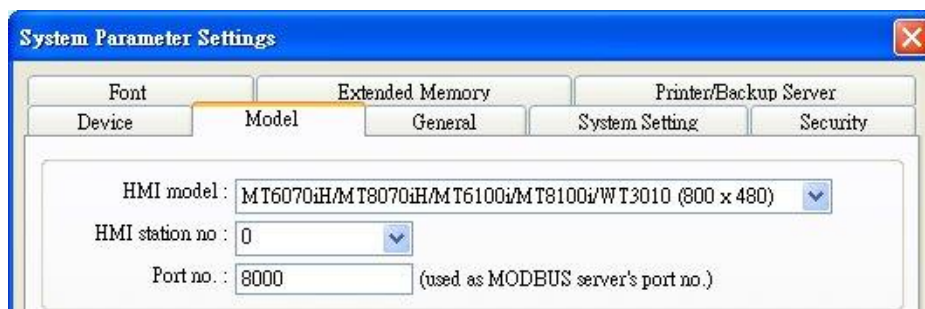 System Parameter Settings
Font Extended Memory Printer/Backup Server
Device Model General System Setting Security
HMI model : MT6070iH/MT8070iH/MT6100i/MT8100i/WT3010 (800 x 480)
HMI station no : 0
Port no. : 8000 (used as MODBUS server's port no.)